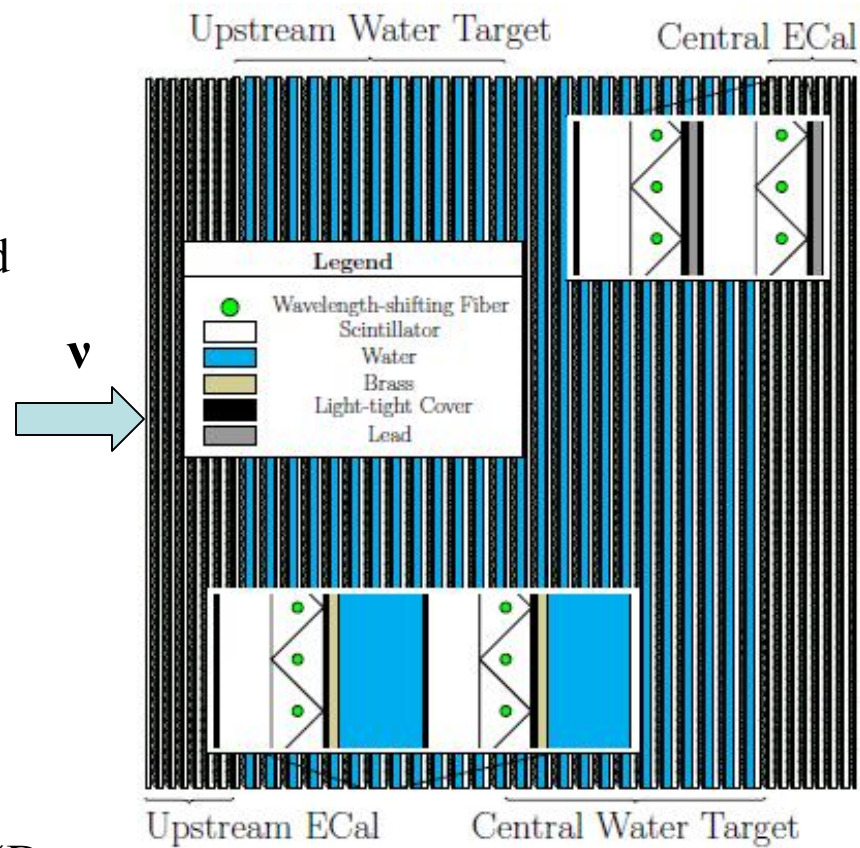 Upstream Water Target
Central ECal
d
ν
Legend
Wavelength-shifting Fiber
Scintillator
Water
Brass
Light-tight Cover
Lead
Upstream ECal
Central Water Target